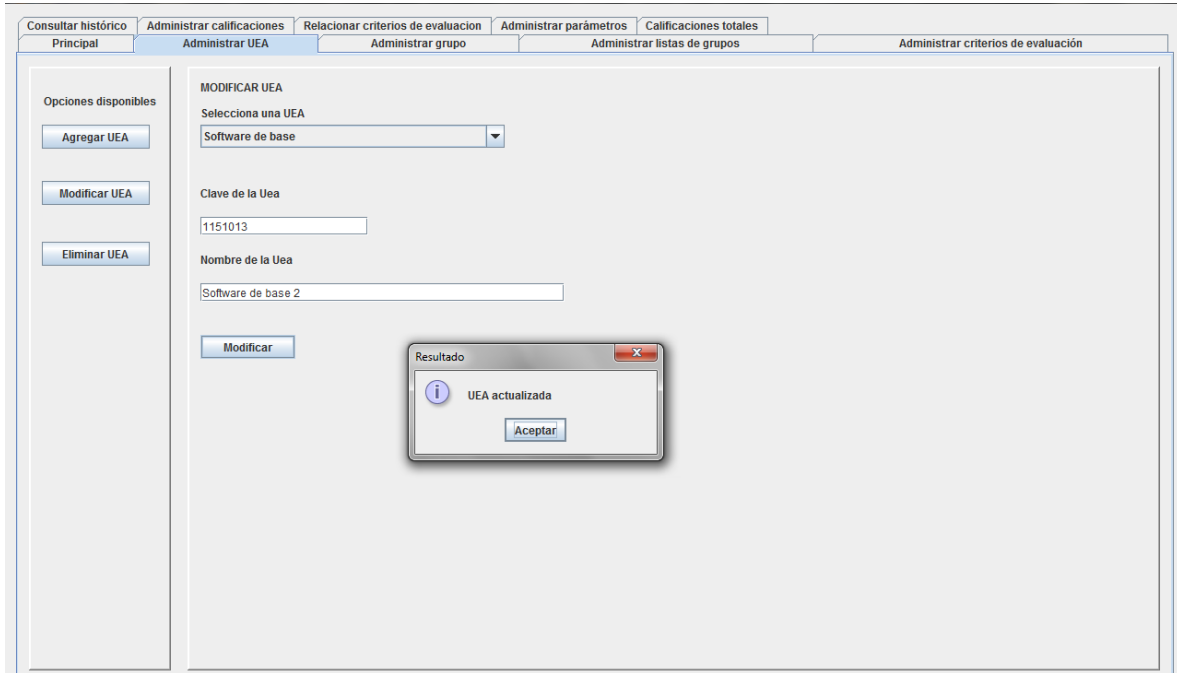 Consultar histórico Administrar calificaciones Relacionar criterios de evaluacion Administrar parámetros Calificaciones totales
Principal Administrar UEA Administrar grupo Administrar listas de grupos Administrar criterios de evaluación
Opciones disponibles
Agregar UEA
Modificar UEA
Eliminar UEA
MODIFICAR UEA
Selecciona una UEA
Software de base
Clave de la Uea
1151013
Nombre de la Uea
Software de base 2
Modificar
Resultado
UEA actualizada
Aceptar